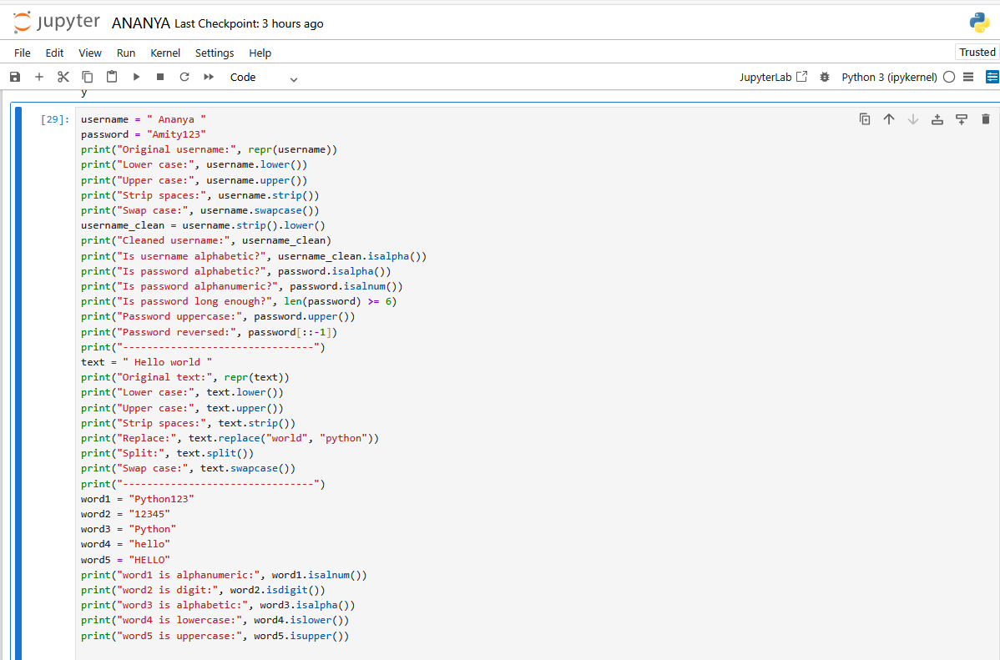 jupyter ANANYA Last Checkpoint: 3 hours ago
File Edit View Run Kernel Settings Help Trusted
Code JupyterLab Python 3 (ipykernel)
y
[29]: username = " Ananya "
password = "Amity123"
print("Original username:", repr(username))
print("Lower case:", username.lower())
print("Upper case:", username.upper())
print("Strip spaces:", username.strip())
print("Swap case:", username.swapcase())
username_clean = username.strip().lower()
print("Cleaned username:", username_clean)
print("Is username alphabetic?", username_clean.isalpha())
print("Is password alphabetic?", password.isalpha())
print("Is password alphanumeric?", password.isalnum())
print("Is password long enough?", len(password) >= 6)
print("Password uppercase:", password.upper())
print("Password reversed:", password[::-1])
print("--------------------------------")
text = " Hello world "
print("Original text:", repr(text))
print("Lower case:", text.lower())
print("Upper case:", text.upper())
print("Strip spaces:", text.strip())
print("Replace:", text.replace("world", "python"))
print("Split:", text.split())
print("Swap case:", text.swapcase())
print("--------------------------------")
word1 = "Python123"
word2 = "12345"
word3 = "Python"
word4 = "hello"
word5 = "HELLO"
print("word1 is alphanumeric:", word1.isalnum())
print("word2 is digit:", word2.isdigit())
print("word3 is alphabetic:", word3.isalpha())
print("word4 is lowercase:", word4.islower())
print("word5 is uppercase:", word5.isupper())